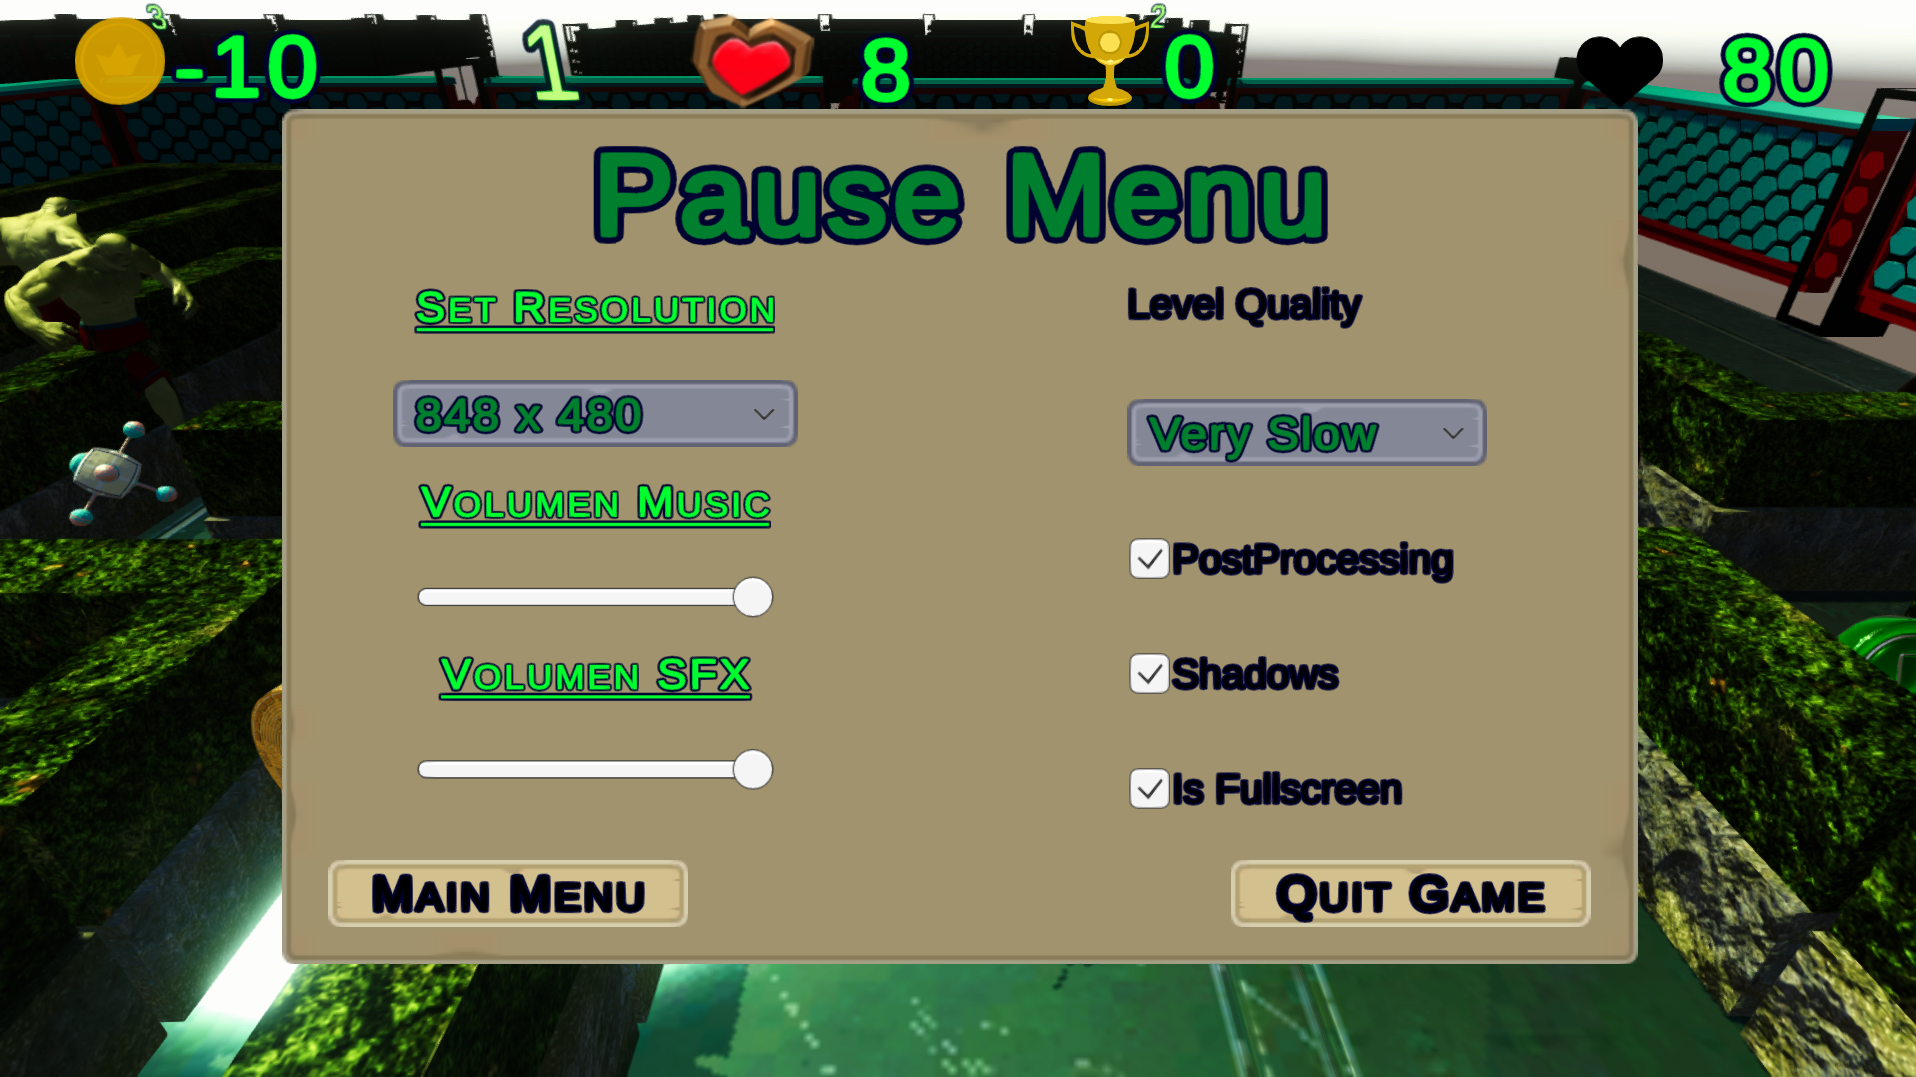 3
-10
1
8
2
0
80
Pause Menu
Set Resolution
Level Quality
848 x 480
Very Slow
Volumen Music
PostProcessing
Volumen SFX
Shadows
Is Fullscreen
Main Menu
Quit Game